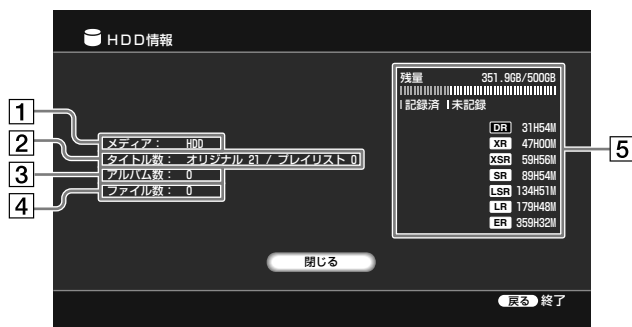 HDD情報
残量 351.9GB/500GB
記録済 未記録
1
2
3
4
5
メディア： HDD
タイトル数： オリジナル 21 / プレイリスト 0
アルバム数： 0
ファイル数： 0
DR 31H54M
XR 47H00M
XSR 59H56M
SR 89H54M
LSR 134H51M
LR 179H48M
ER 359H32M
閉じる
戻る 終了